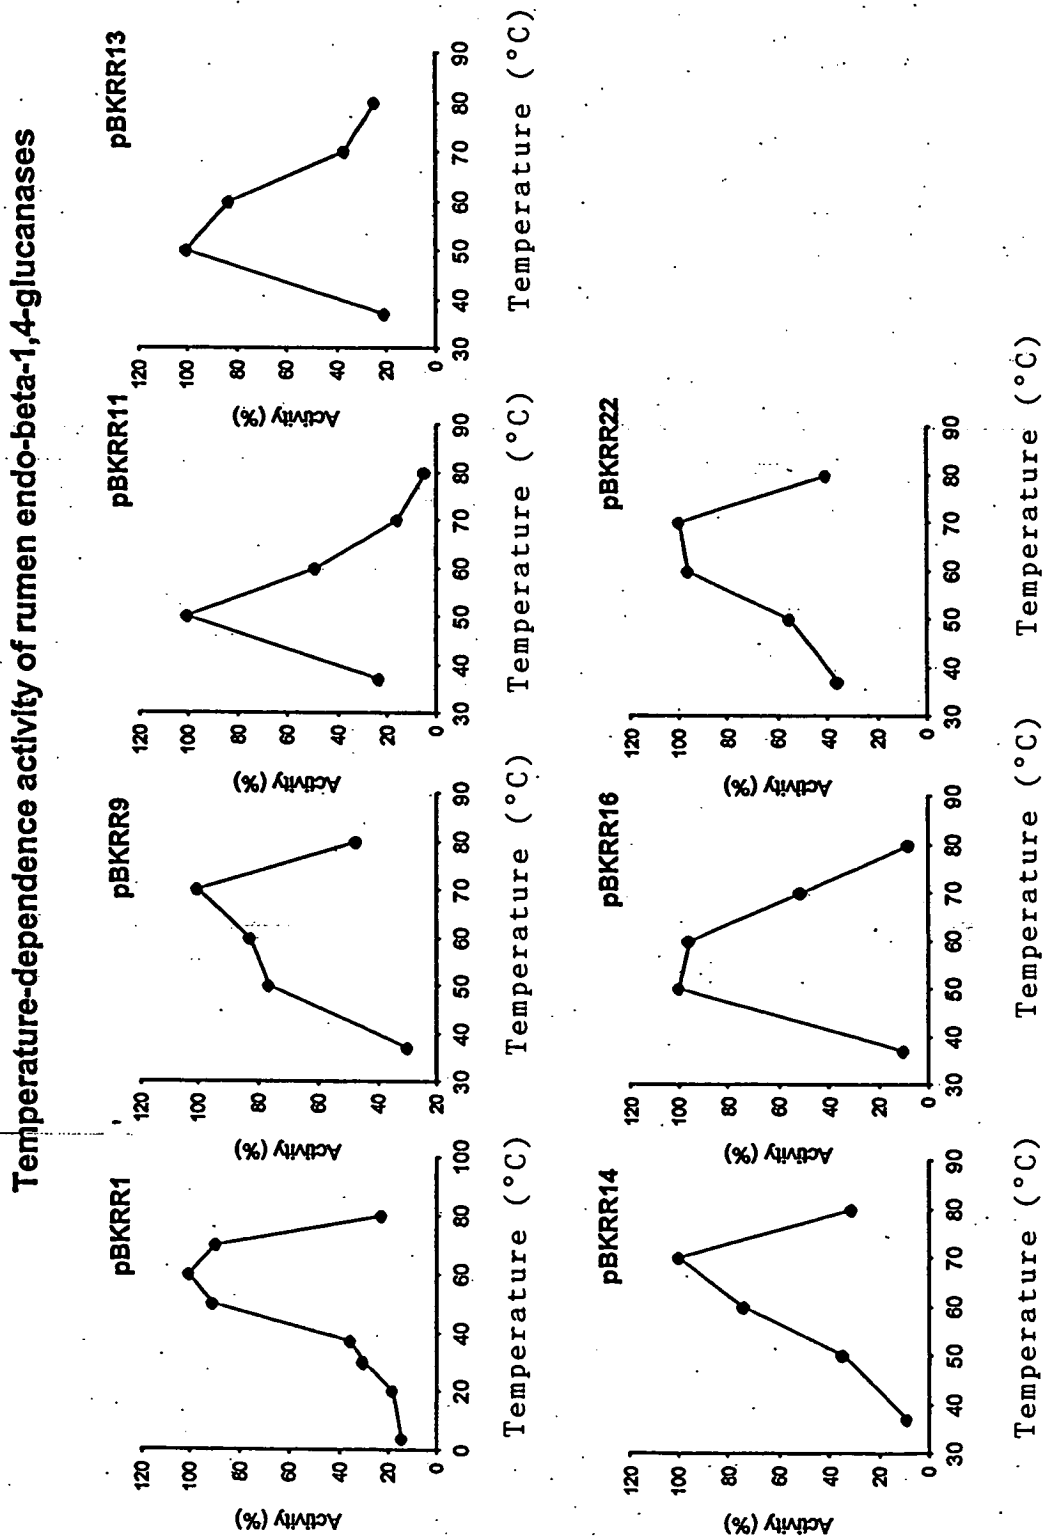 Temperature-dependence activity of rumen endo-beta-1,4-glucanases
pBKRR1
Activity (%)
120
100
80
60
40
20
0
0 20 40 60 80 100
Temperature (°C)
pBKRR9
Activity (%)
120
100
80
60
40
20
30 40 50 60 70 80 90
Temperature (°C)
pBKRR11
Activity (%)
120
100
80
60
40
20
0
30 40 50 60 70 80 90
Temperature (°C)
pBKRR13
Activity (%)
120
100
80
60
40
20
0
30 40 50 60 70 80 90
Temperature (°C)
pBKRR14
Activity (%)
120
100
80
60
40
20
0
30 40 50 60 70 80 90
Temperature (°C)
pBKRR16
Activity (%)
120
100
80
60
40
20
0
30 40 50 60 70 80 90
Temperature (°C)
pBKRR22
Activity (%)
120
100
80
60
40
20
0
30 40 50 60 70 80 90
Temperature (°C)